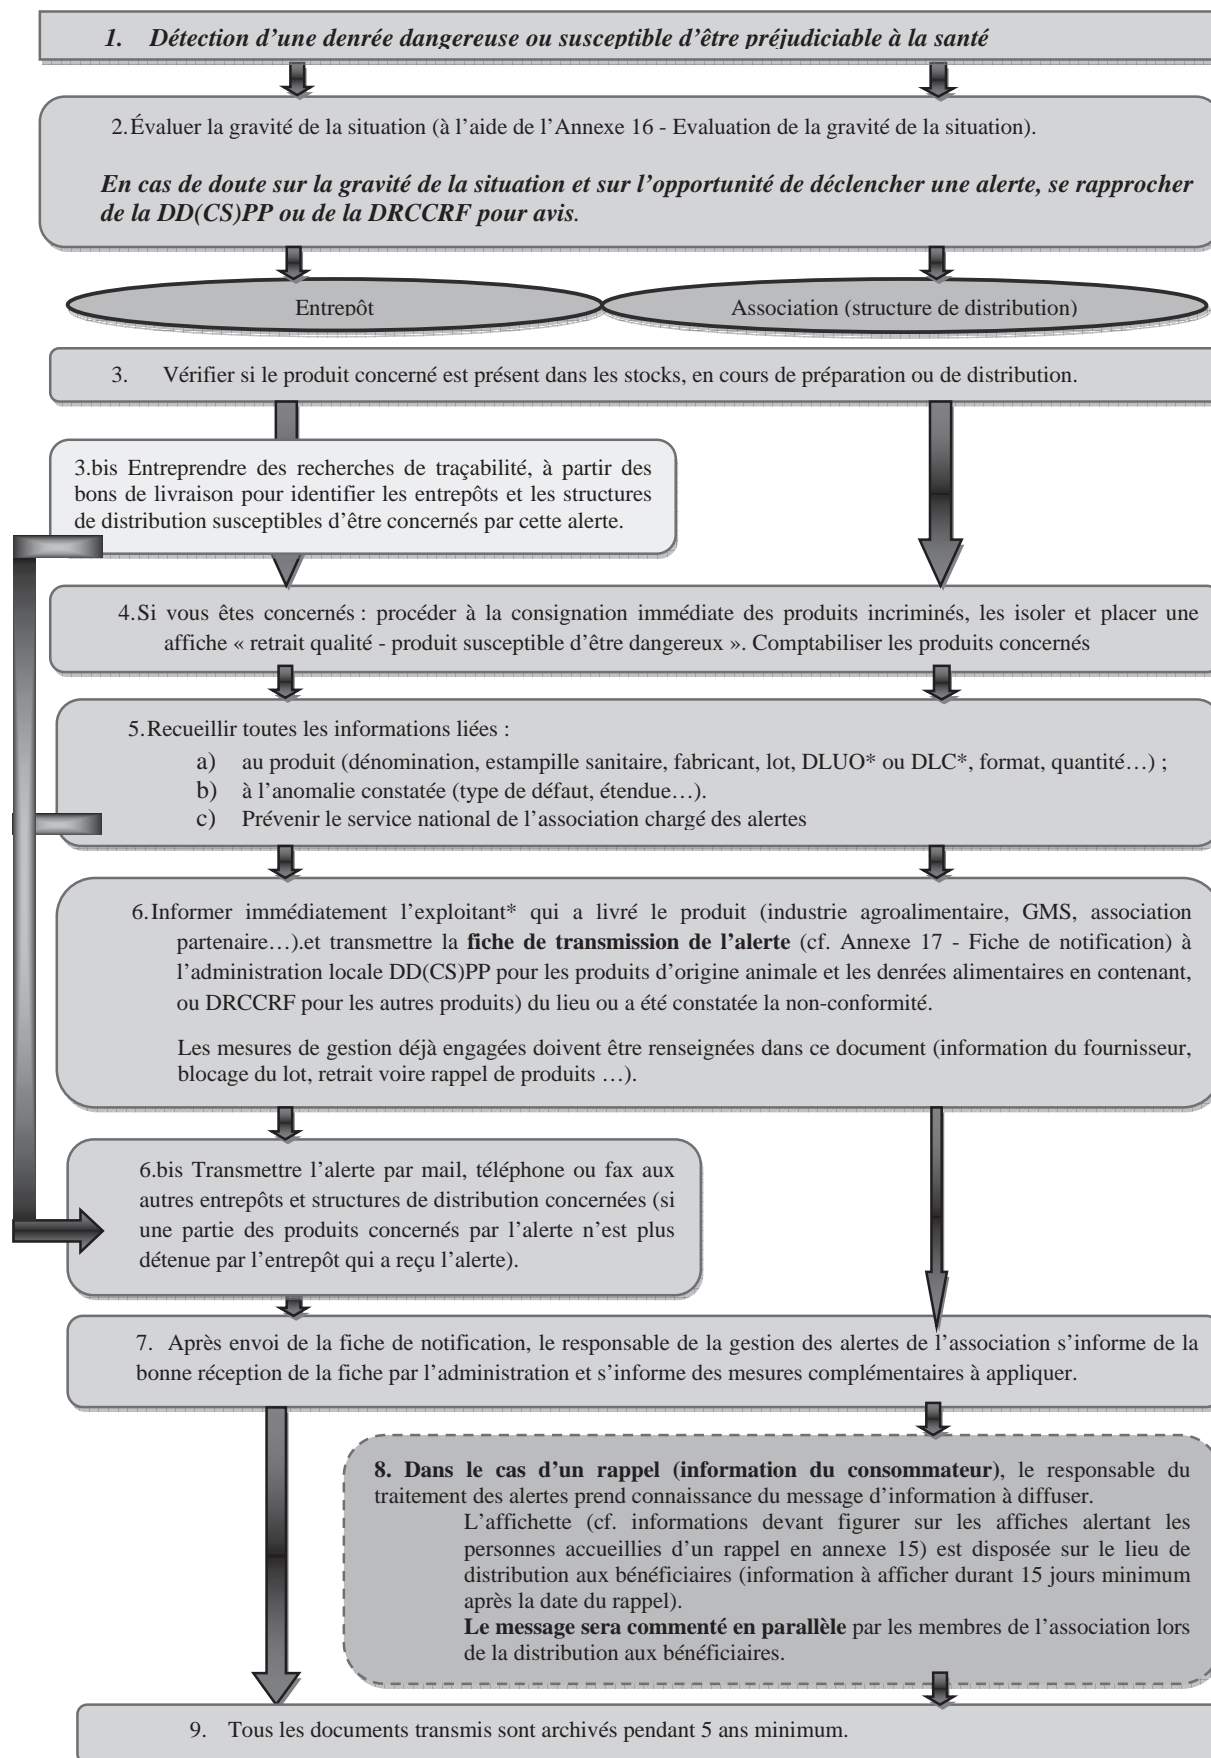 1. Détection d'une denrée dangereuse ou susceptible d'être préjudiciable à la santé
2.Évaluer la gravité de la situation (à l'aide de l'Annexe 16 - Evaluation de la gravité de la situation).
En cas de doute sur la gravité de la situation et sur l'opportunité de déclencher une alerte, se rapprocher
de la DD(CS)PP ou de la DRCCRF pour avis.
Entrepôt
Association (structure de distribution)
3. Vérifier si le produit concerné est présent dans les stocks, en cours de préparation ou de distribution.
3.bis Entreprendre des recherches de traçabilité, à partir des
bons de livraison pour identifier les entrepôts et les structures
de distribution susceptibles d'être concernés par cette alerte.
4.Si vous êtes concernés : procéder à la consignation immédiate des produits incriminés, les isoler et placer une
affiche « retrait qualité - produit susceptible d'être dangereux ». Comptabiliser les produits concernés
5.Recueillir toutes les informations liées :
a) au produit (dénomination, estampille sanitaire, fabricant, lot, DLUO* ou DLC*, format, quantité…) ;
b) à l'anomalie constatée (type de défaut, étendue…).
c) Prévenir le service national de l'association chargé des alertes
6.Informer immédiatement l'exploitant* qui a livré le produit (industrie agroalimentaire, GMS, association
partenaire…).et transmettre la fiche de transmission de l'alerte (cf. Annexe 17 - Fiche de notification) à
l'administration locale DD(CS)PP pour les produits d'origine animale et les denrées alimentaires en contenant,
ou DRCCRF pour les autres produits) du lieu ou a été constatée la non-conformité.
Les mesures de gestion déjà engagées doivent être renseignées dans ce document (information du fournisseur,
blocage du lot, retrait voire rappel de produits …).
6.bis Transmettre l'alerte par mail, téléphone ou fax aux
autres entrepôts et structures de distribution concernées (si
une partie des produits concernés par l'alerte n'est plus
détenue par l'entrepôt qui a reçu l'alerte).
7. Après envoi de la fiche de notification, le responsable de la gestion des alertes de l'association s'informe de la
bonne réception de la fiche par l'administration et s'informe des mesures complémentaires à appliquer.
8. Dans le cas d'un rappel (information du consommateur), le responsable du
traitement des alertes prend connaissance du message d'information à diffuser.
L'affichette (cf. informations devant figurer sur les affiches alertant les
personnes accueillies d'un rappel en annexe 15) est disposée sur le lieu de
distribution aux bénéficiaires (information à afficher durant 15 jours minimum
après la date du rappel).
Le message sera commenté en parallèle par les membres de l'association lors
de la distribution aux bénéficiaires.
9. Tous les documents transmis sont archivés pendant 5 ans minimum.